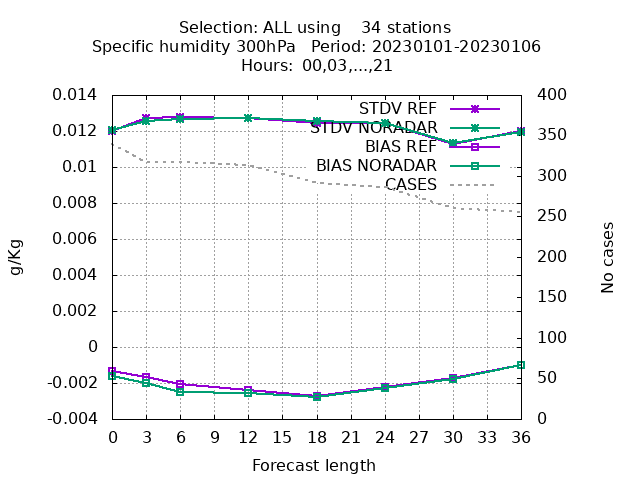 Selection: ALL using    34 stations
Specific humidity 300hPa   Period: 20230101-20230106
Hours:  00,03,...,21
0.014
0.012
0.01
0.008
0.006
0.004
0.002
0
-0.002
-0.004
g/Kg
STDV REF
STDV NORADAR
BIAS REF
BIAS NORADAR
CASES
400
350
300
250
200
150
100
50
0
No cases
0 3 6 9 12 15 18 21 24 27 30 33 36
Forecast length